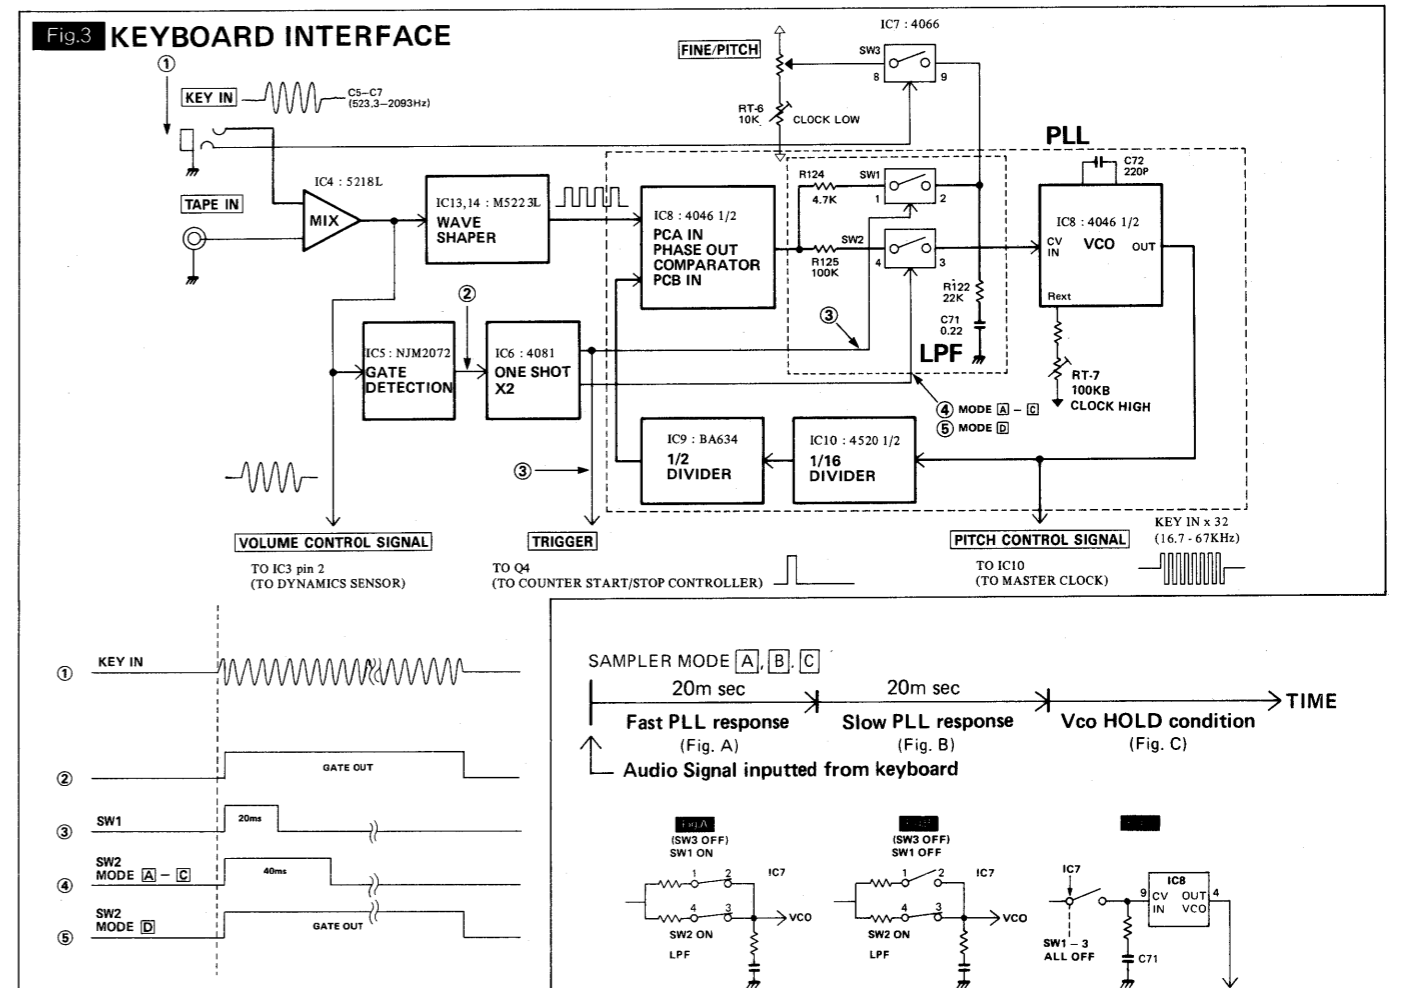 Fig.3 KEYBOARD INTERFACE
①
KEY IN
C5–C7
(523.3–2093Hz)
TAPE IN
IC4 : 5218L
MIX
IC13,14 : M5223L
WAVE
SHAPER
FINE/PITCH
RT-6
10K
CLOCK LOW
IC7 : 4066
SW3
8
9
PLL
IC8 : 4046 1/2
PCA IN
PHASE OUT
COMPARATOR
PCB IN
R124
4.7K
SW1
1
2
SW2
R125
100K
4
3
R122
22K
C71
0.22
LPF
③
C72
220P
IC8 : 4046 1/2
CV
IN
VCO
OUT
Rext
RT-7
100KB
CLOCK HIGH
②
IC5 : NJM2072
GATE
DETECTION
IC6 : 4081
ONE SHOT
X2
④ MODE A – C
⑤ MODE D
③
IC9 : BA634
1/2
DIVIDER
IC10 : 4520 1/2
1/16
DIVIDER
VOLUME CONTROL SIGNAL
TO IC3 pin 2
(TO DYNAMICS SENSOR)
TRIGGER
TO Q4
(TO COUNTER START/STOP CONTROLLER)
PITCH CONTROL SIGNAL
TO IC10
(TO MASTER CLOCK)
KEY IN x 32
(16.7 - 67KHz)
① KEY IN
② GATE OUT
③ SW1
20ms
④ SW2
MODE A – C
40ms
⑤ SW2
MODE D
GATE OUT
SAMPLER MODE A, B. C
20m sec
20m sec
TIME
Fast PLL response
(Fig. A)
Slow PLL response
(Fig. B)
Vco HOLD condition
(Fig. C)
Audio Signal inputted from keyboard
Fig.A
(SW3 OFF)
SW1 ON
1 2
IC7
4 3
VCO
SW2 ON
LPF
(SW3 OFF)
SW1 OFF
1 2
IC7
4 3
VCO
SW2 ON
LPF
IC7
SW1 – 3
ALL OFF
IC8
9
CV
IN
OUT
VCO
4
C71